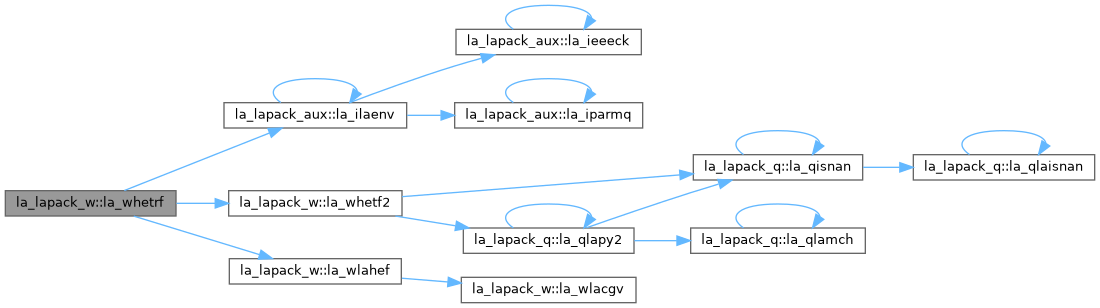 la_lapack_aux::la_ieeeck
la_lapack_aux::la_ilaenv
la_lapack_aux::la_iparmq
la_lapack_q::la_qisnan
la_lapack_q::la_qlaisnan
la_lapack_w::la_whetrf
la_lapack_w::la_whetf2
la_lapack_q::la_qlapy2
la_lapack_q::la_qlamch
la_lapack_w::la_wlahef
la_lapack_w::la_wlacgv